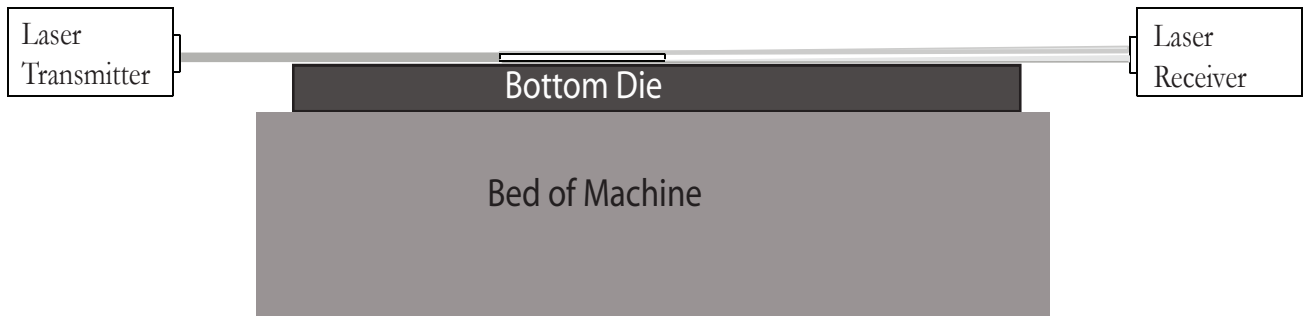 Laser
Transmitter
Laser
Receiver
Bottom Die
Bed of Machine